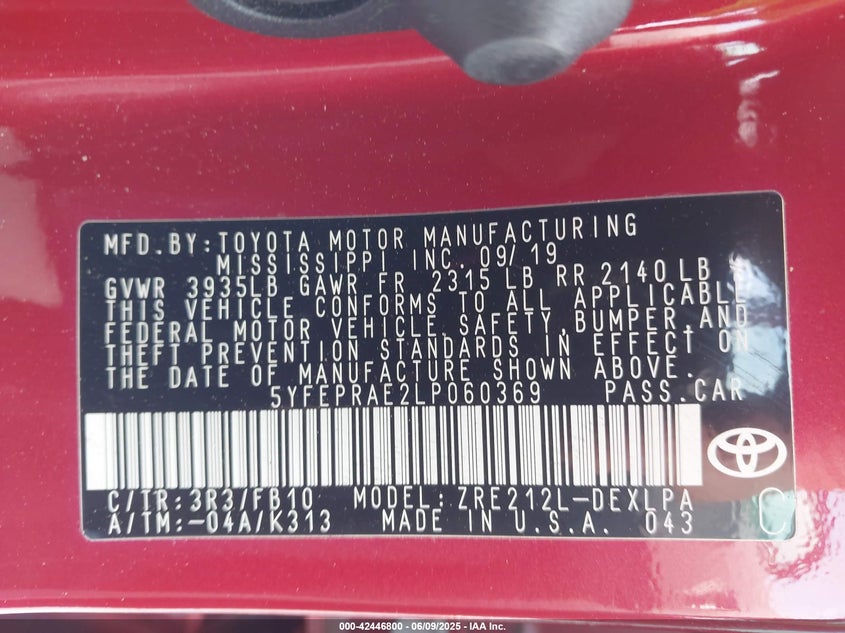 MFD.BY:TOYOTA MOTOR MANUFACTURING
MISSISSIPPI INC. 09/19
GVWR 3935LB GAWR FR 2315 LB RR 2140LB
THIS VEHICLE CONFORMS TO ALL APPLICABLE
FEDERAL MOTOR VEHICLE SAFETY,BUMPER,AND
THEFT PREVENTION STANDARDS IN EFFECT ON
THE DATE OF MANUFACTURE SHOWN ABOVE.
5YFEPRAE2LP060369 PASS.CAR
C/TR:3R3/FB10 MODEL:ZRE212L-DEXLPA
A/TM:-04A/K313 MADE IN U.S.A. 043
C
000-42446800 - 06/09/2025 - IAA Inc.